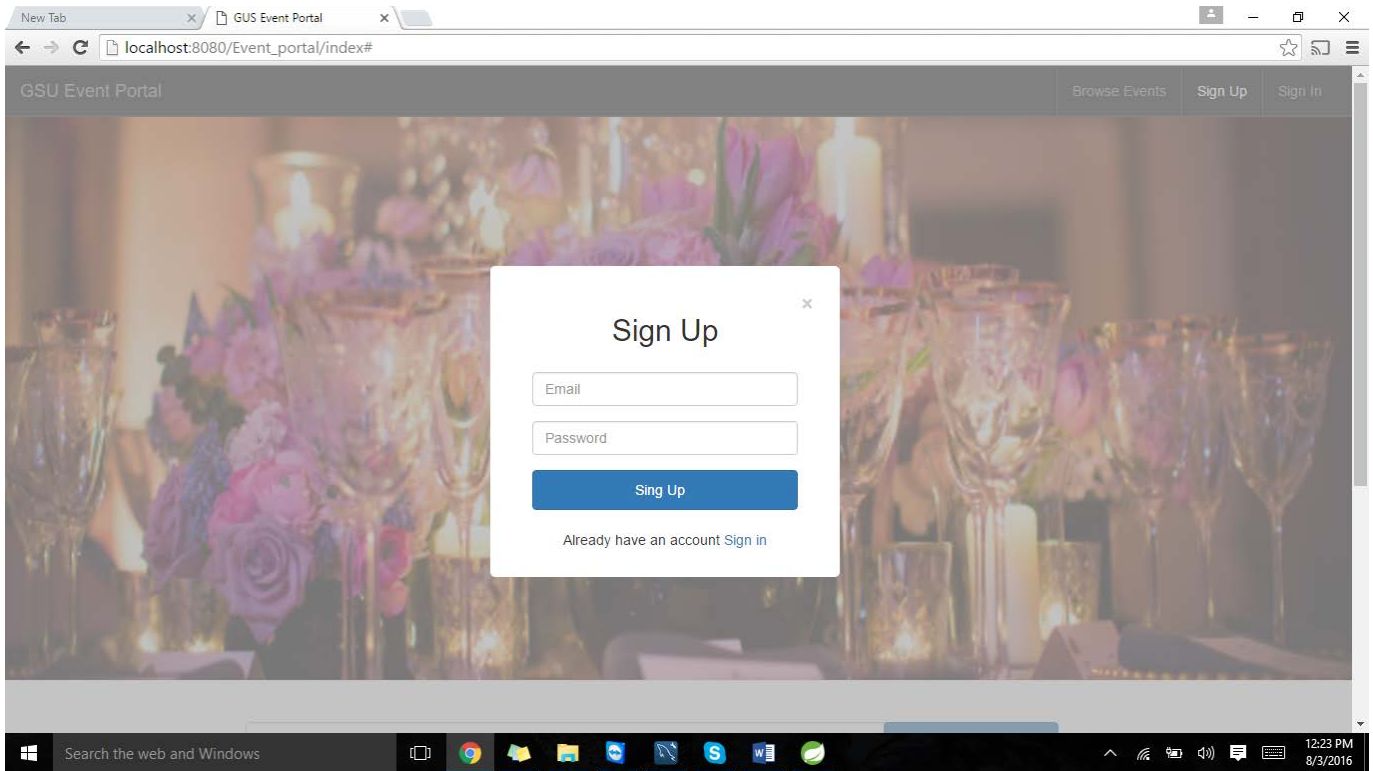 New Tab
GUS Event Portal
localhost:8080/Event_portal/index#
GSU Event Portal
Browse Events
Sign Up
Sign In
×
Sign Up
Email
Password
Sing Up
Already have an account Sign in
Search the web and Windows
12:23 PM
8/3/2016